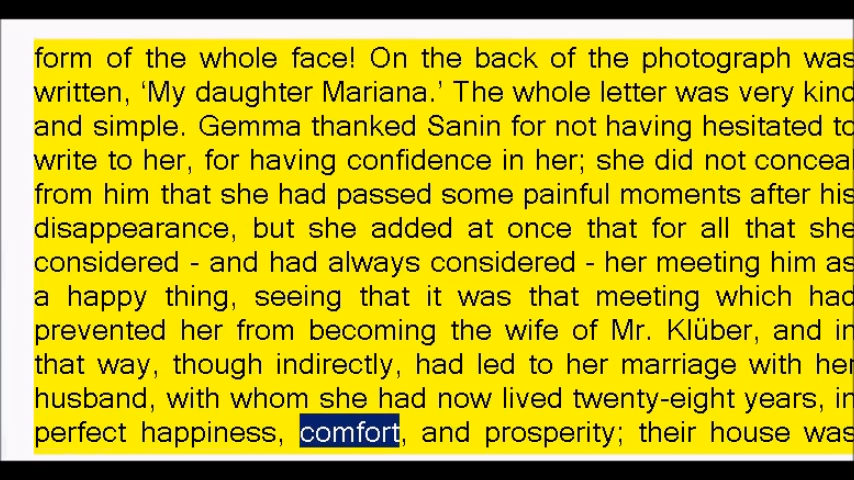 form of the whole face! On the back of the photograph was
written, ‘My daughter Mariana.’ The whole letter was very kind
and simple. Gemma thanked Sanin for not having hesitated to
write to her, for having confidence in her; she did not conceal
from him that she had passed some painful moments after his
disappearance, but she added at once that for all that she
considered - and had always considered - her meeting him as
a happy thing, seeing that it was that meeting which had
prevented her from becoming the wife of Mr. Klüber, and in
that way, though indirectly, had led to her marriage with her
husband, with whom she had now lived twenty-eight years, in
perfect happiness, comfort, and prosperity; their house was